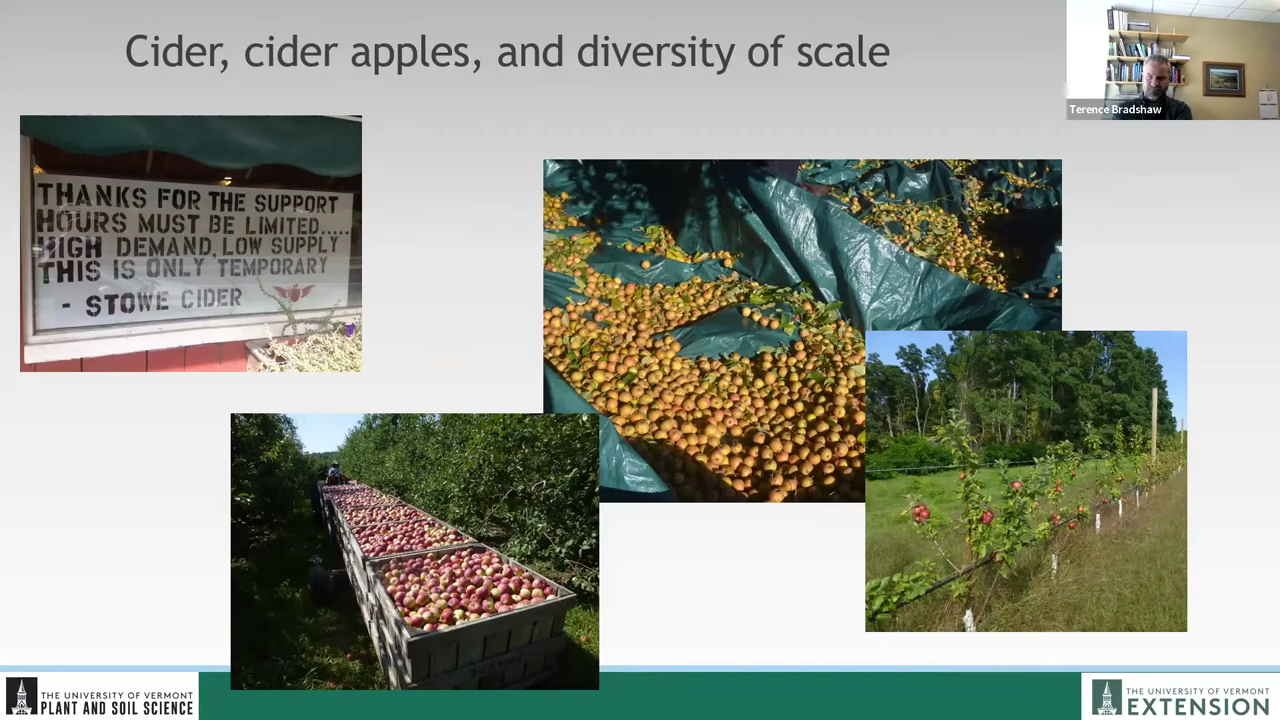 Cider, cider apples, and diversity of scale
Terence Bradshaw
THANKS FOR THE SUPPORT
HOURS MUST BE LIMITED.....
HIGH DEMAND, LOW SUPPLY
THIS IS ONLY TEMPORARY
- STOWE CIDER
THE UNIVERSITY OF VERMONT
PLANT AND SOIL SCIENCE
THE UNIVERSITY OF VERMONT
EXTENSION